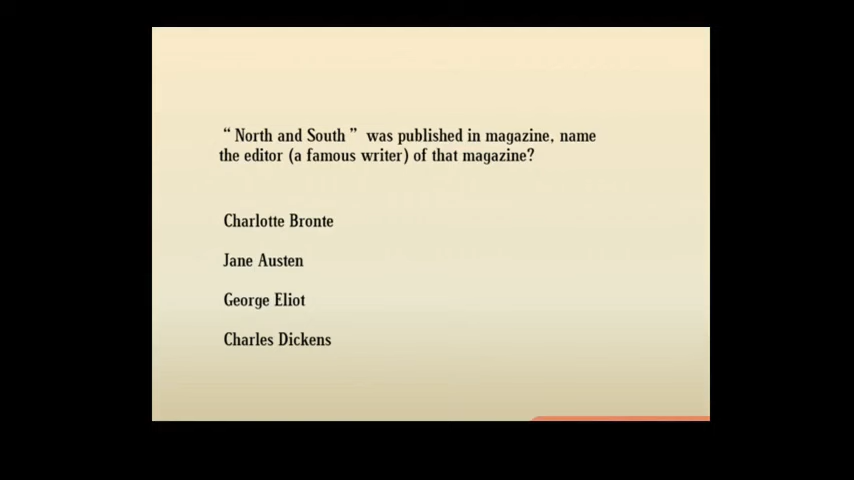 “ North and South ” was published in magazine, name
the editor (a famous writer) of that magazine?
Charlotte Bronte
Jane Austen
George Eliot
Charles Dickens